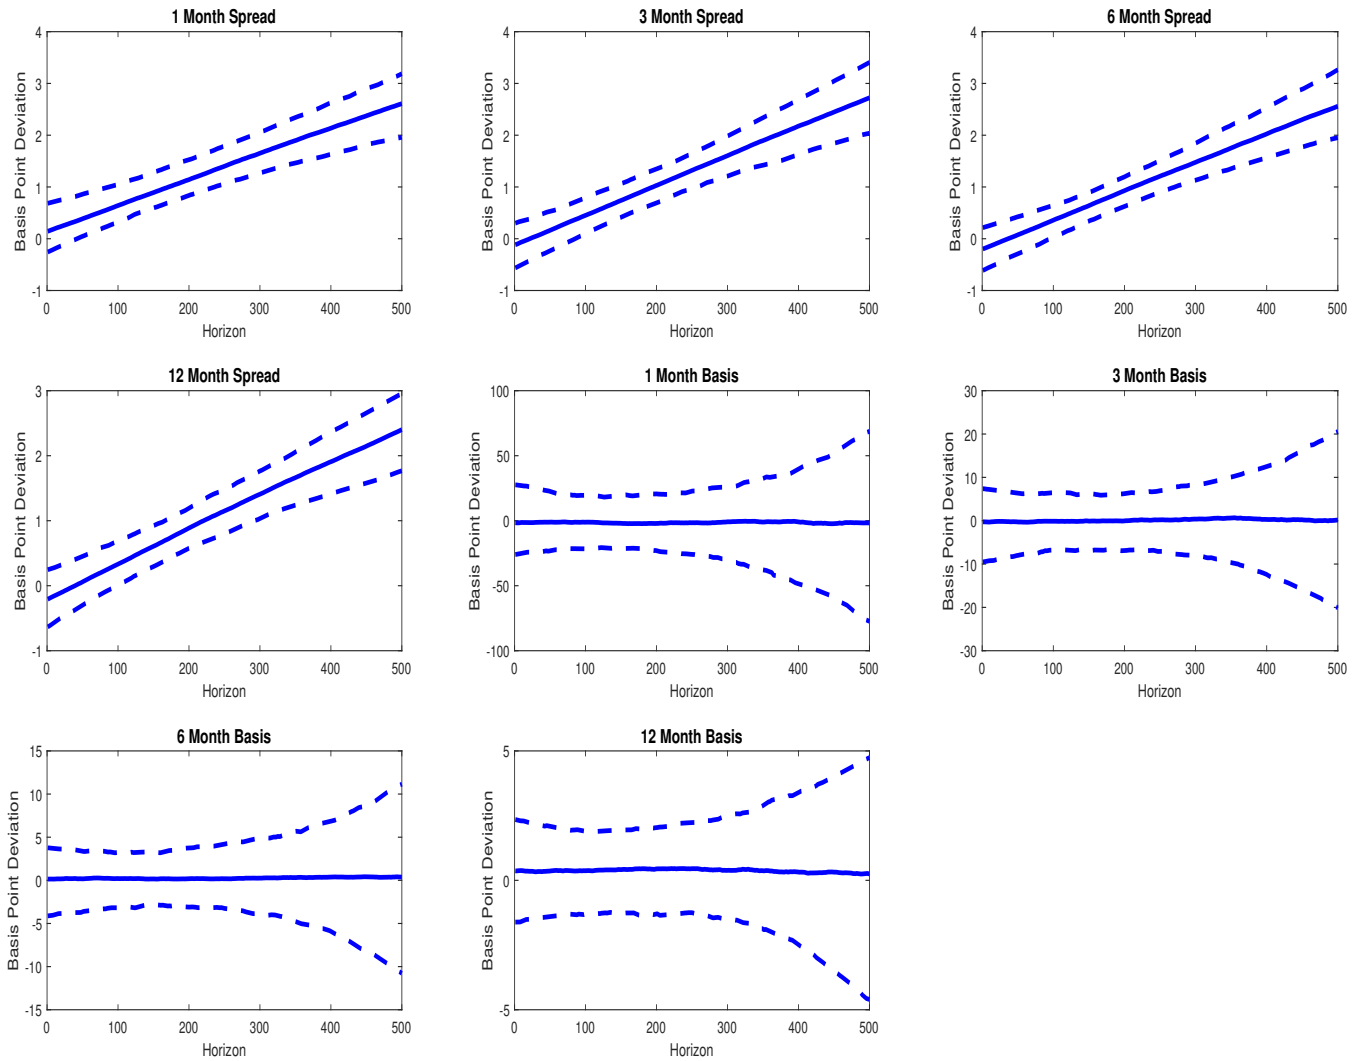 1 Month Spread
4
3
2
1
0
-1
Basis Point Deviation
0 100 200 300 400 500
Horizon
3 Month Spread
4
3
2
1
0
-1
Basis Point Deviation
0 100 200 300 400 500
Horizon
6 Month Spread
4
3
2
1
0
-1
Basis Point Deviation
0 100 200 300 400 500
Horizon
12 Month Spread
3
2
1
0
-1
Basis Point Deviation
0 100 200 300 400 500
Horizon
1 Month Basis
100
50
0
-50
-100
Basis Point Deviation
0 100 200 300 400 500
Horizon
3 Month Basis
30
20
10
0
-10
-20
-30
Basis Point Deviation
0 100 200 300 400 500
Horizon
6 Month Basis
15
10
5
0
-5
-10
-15
Basis Point Deviation
0 100 200 300 400 500
Horizon
12 Month Basis
5
0
-5
Basis Point Deviation
0 100 200 300 400 500
Horizon